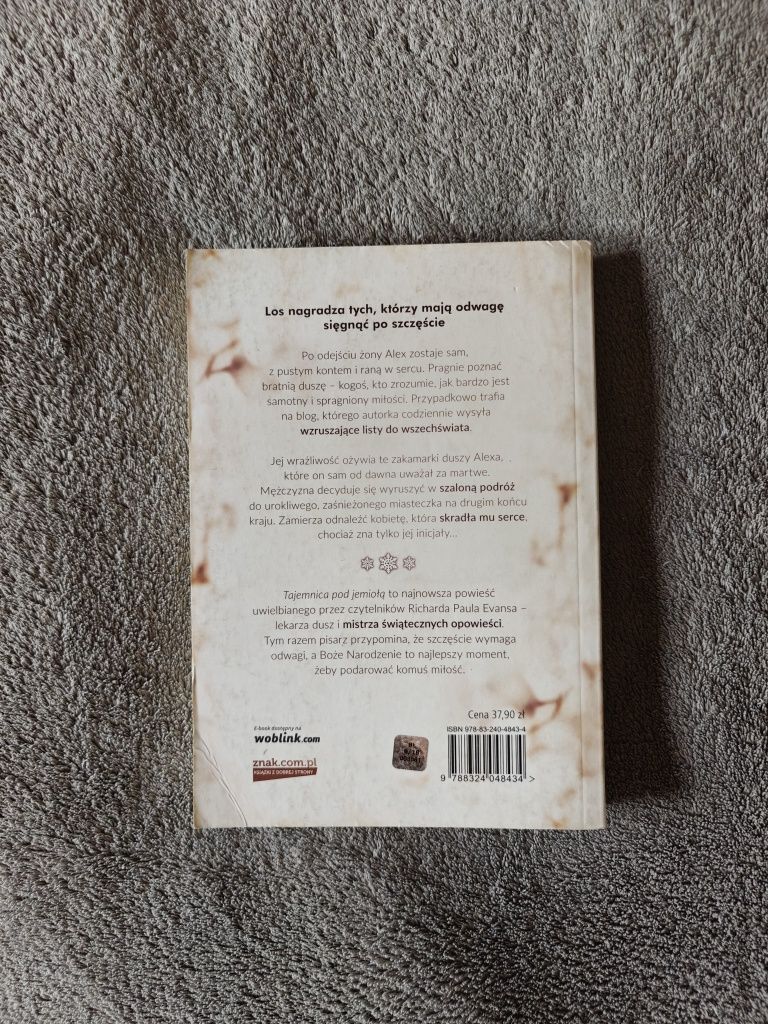 Los nagradza tych, którzy mają odwagę
sięgnąć po szczęście
Po odejściu żony Alex zostaje sam,
z pustym kontem i raną w sercu. Pragnie poznać
bratnią duszę – kogoś, kto zrozumie, jak bardzo jest
samotny i spragniony miłości. Przypadkowo trafia
na blog, którego autorka codziennie wysyła
wzruszające listy do wszechświata.
Jej wrażliwość ożywia te zakamarki duszy Alexa,
które on sam od dawna uważał za martwe.
Mężczyzna decyduje się wyruszyć w szaloną podróż
do urokliwego, zaśnieżonego miasteczka na drugim końcu
kraju. Zamierza odnaleźć kobietę, która skradła mu serce,
chociaż zna tylko jej inicjały...
Tajemnica pod jemiołą to najnowsza powieść
uwielbianego przez czytelników Richarda Paula Evansa –
lekarza dusz i mistrza świątecznych opowieści.
Tym razem pisarz przypomina, że szczęście wymaga
odwagi, a Boże Narodzenie to najlepszy moment,
żeby podarować komuś miłość.
Cena 37,90 zł
E-book dostępny na
woblink.com
znak.com.pl
KSIĄŻKI Z DOBREJ STRONY
ISBN 978-83-240-4843-4
9 788324 048434 >